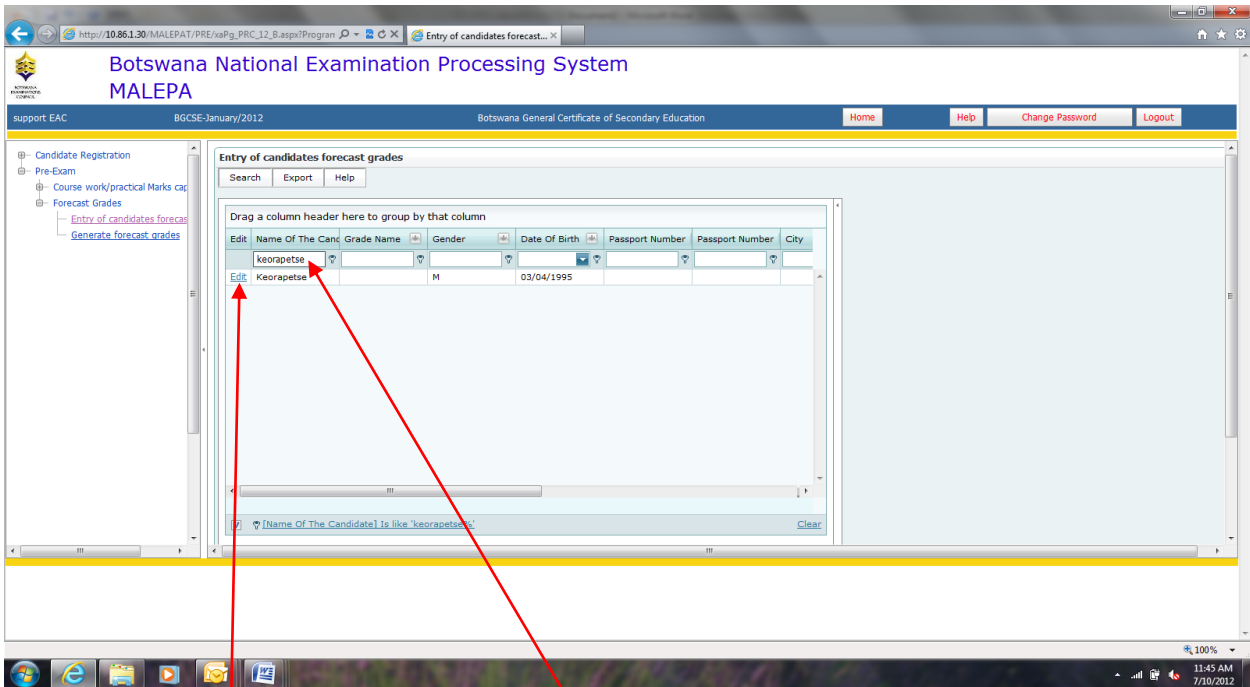 http://10.86.1.30/MALEPAT/PRE/xaPg_PRC_12_B.aspx?Progran
Entry of candidates forecast...
Botswana National Examination Processing System
MALEPA
BOTSWANA
EXAMINATIONS
COUNCIL
support EAC BGCSE-January/2012 Botswana General Certificate of Secondary Education Home Help Change Password Logout
Candidate Registration
Pre-Exam
Course work/practical Marks cap
Forecast Grades
Entry of candidates forecas
Generate forecast grades
Entry of candidates forecast grades
Search Export Help
Drag a column header here to group by that column
Edit Name Of The Cand Grade Name Gender Date Of Birth Passport Number Passport Number City
keorapetse
Edit Keorapetse M 03/04/1995
[Name Of The Candidate] Is like 'keorapetse%' Clear
100%
11:45 AM
7/10/2012